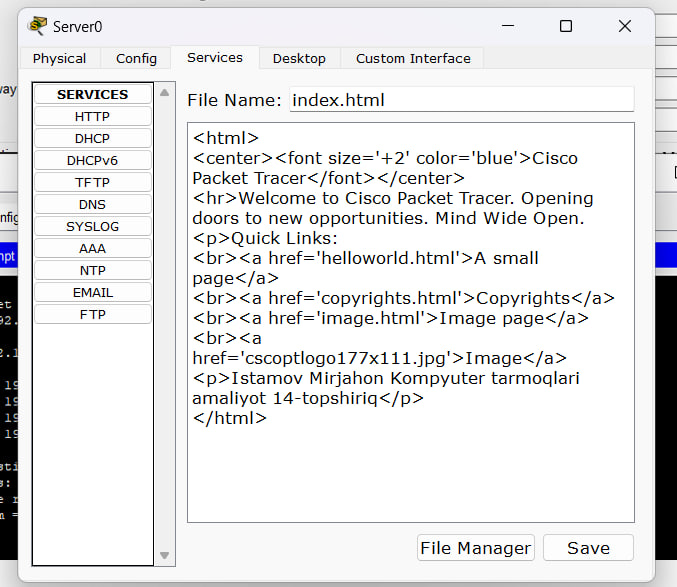 Server0
Physical Config Services Desktop Custom Interface
SERVICES
HTTP
DHCP
DHCPv6
TFTP
DNS
SYSLOG
AAA
NTP
EMAIL
FTP
File Name: index.html
<html>
<center><font size='+2' color='blue'>Cisco
Packet Tracer</font></center>
<hr>Welcome to Cisco Packet Tracer. Opening
doors to new opportunities. Mind Wide Open.
<p>Quick Links:
<br><a href='helloworld.html'>A small
page</a>
<br><a href='copyrights.html'>Copyrights</a>
<br><a href='image.html'>Image page</a>
<br><a
href='cscoptlogo177x111.jpg'>Image</a>
<p>Istamov Mirjahon Kompyuter tarmoqlari
amaliyot 14-topshiriq</p>
</html>
File Manager Save